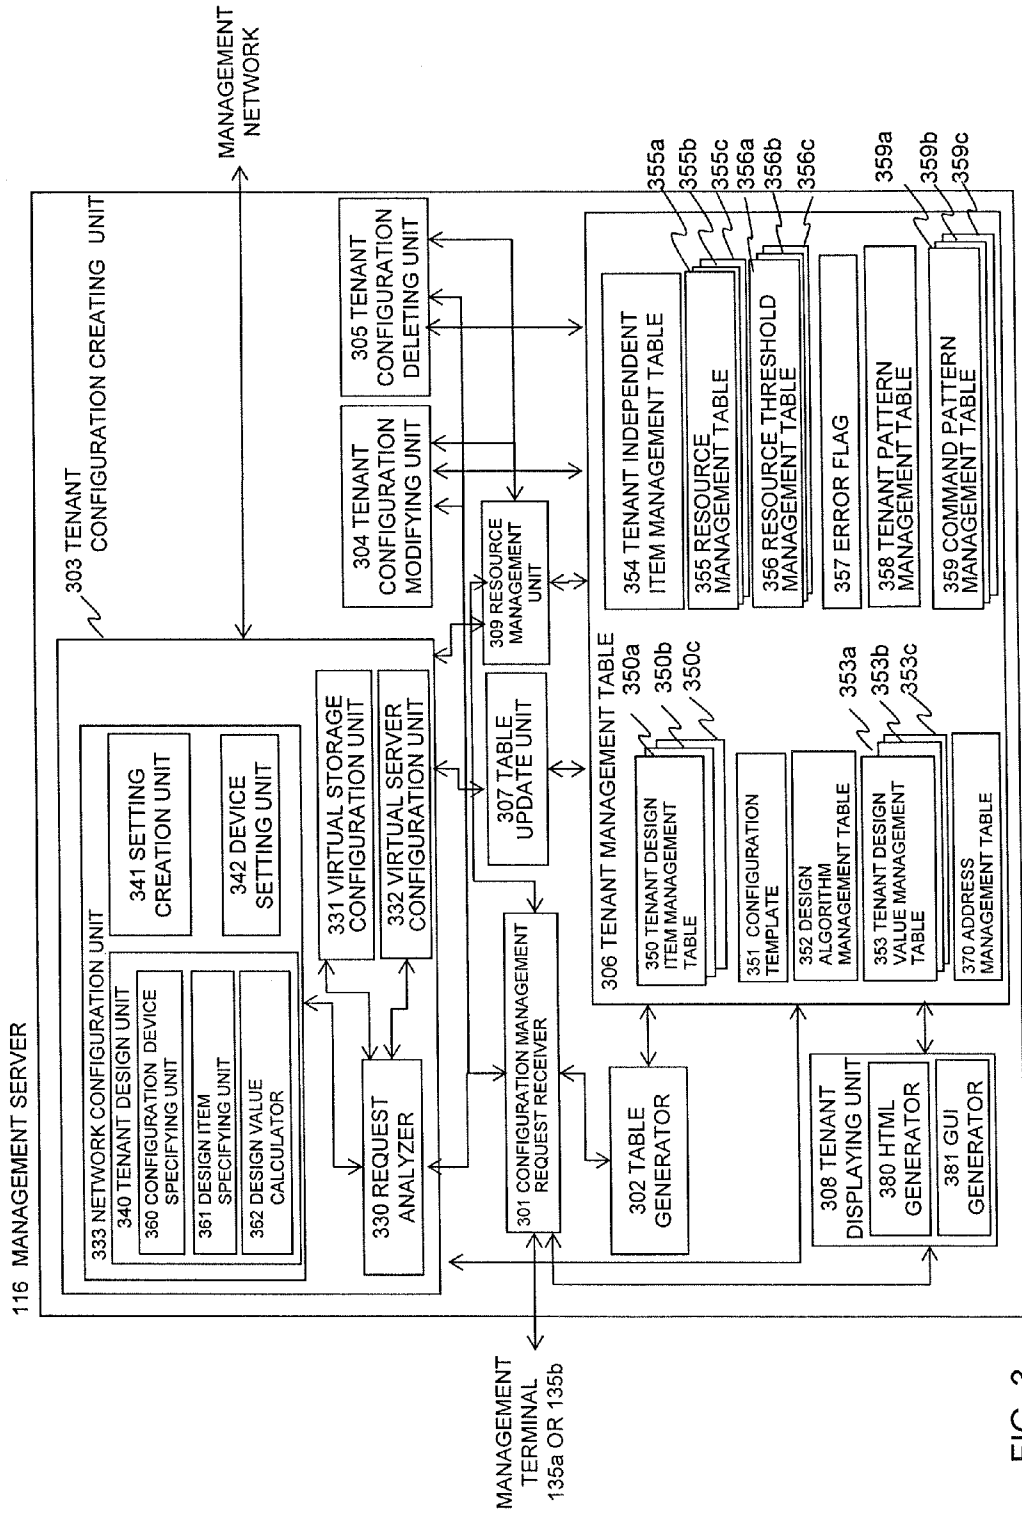 116 MANAGEMENT SERVER
303 TENANT
CONFIGURATION CREATING UNIT
333 NETWORK CONFIGURATION UNIT
340 TENANT DESIGN UNIT
360 CONFIGURATION DEVICE
SPECIFYING UNIT
361 DESIGN ITEM
SPECIFYING UNIT
362 DESIGN VALUE
CALCULATOR
341 SETTING
CREATION UNIT
342 DEVICE
SETTING UNIT
330 REQUEST
ANALYZER
331 VIRTUAL STORAGE
CONFIGURATION UNIT
332 VIRTUAL SERVER
CONFIGURATION UNIT
MANAGEMENT
NETWORK
304 TENANT
CONFIGURATION
MODIFYING UNIT
305 TENANT
CONFIGURATION
DELETING UNIT
MANAGEMENT
TERMINAL
135a OR 135b
301 CONFIGURATION MANAGEMENT
REQUEST RECEIVER
307 TABLE
UPDATE UNIT
309 RESOURCE
MANAGEMENT
UNIT
302 TABLE
GENERATOR
306 TENANT MANAGEMENT TABLE
350 TENANT DESIGN
ITEM MANAGEMENT
TABLE
350a
350b
350c
351 CONFIGURATION
TEMPLATE
352 DESIGN
ALGORITHM
MANAGEMENT TABLE
353 TENANT DESIGN
VALUE MANAGEMENT
TABLE
353a
353b
353c
370 ADDRESS
MANAGEMENT TABLE
354 TENANT INDEPENDENT
ITEM MANAGEMENT TABLE
355 RESOURCE
MANAGEMENT TABLE
355a
355b
355c
356 RESOURCE THRESHOLD
MANAGEMENT TABLE
356a
356b
356c
357 ERROR FLAG
358 TENANT PATTERN
MANAGEMENT TABLE
359 COMMAND PATTERN
MANAGEMENT TABLE
359a
359b
359c
308 TENANT
DISPLAYING UNIT
380 HTML
GENERATOR
381 GUI
GENERATOR
FIG. 3